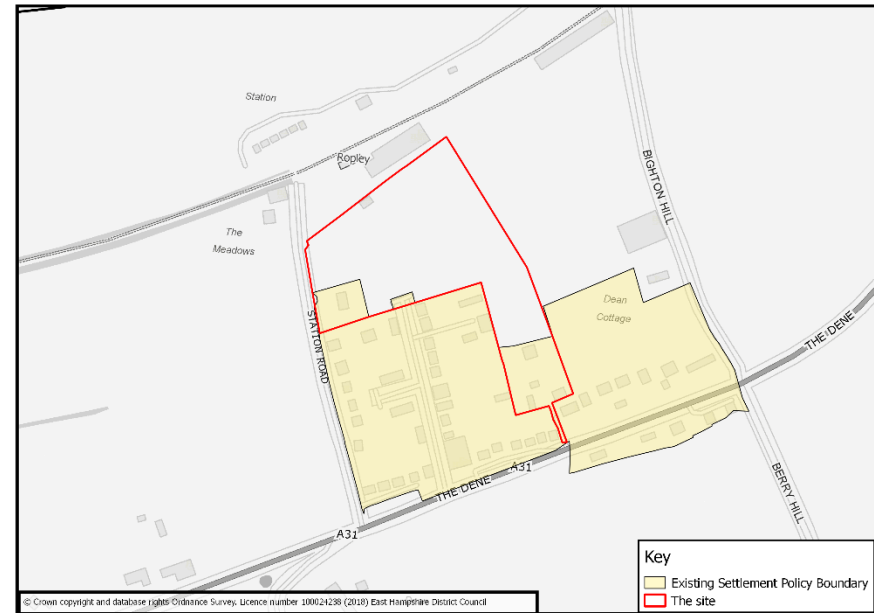 Station
Ropley
The
Meadows
BIGHTON HILL
Dean
Cottage
STATION ROAD
THE DENE
A31
THE DENE
A31
BERRY HILL
Key
Existing Settlement Policy Boundary
The site
© Crown copyright and database rights Ordnance Survey. Licence number 100024238 (2018) East Hampshire District Council